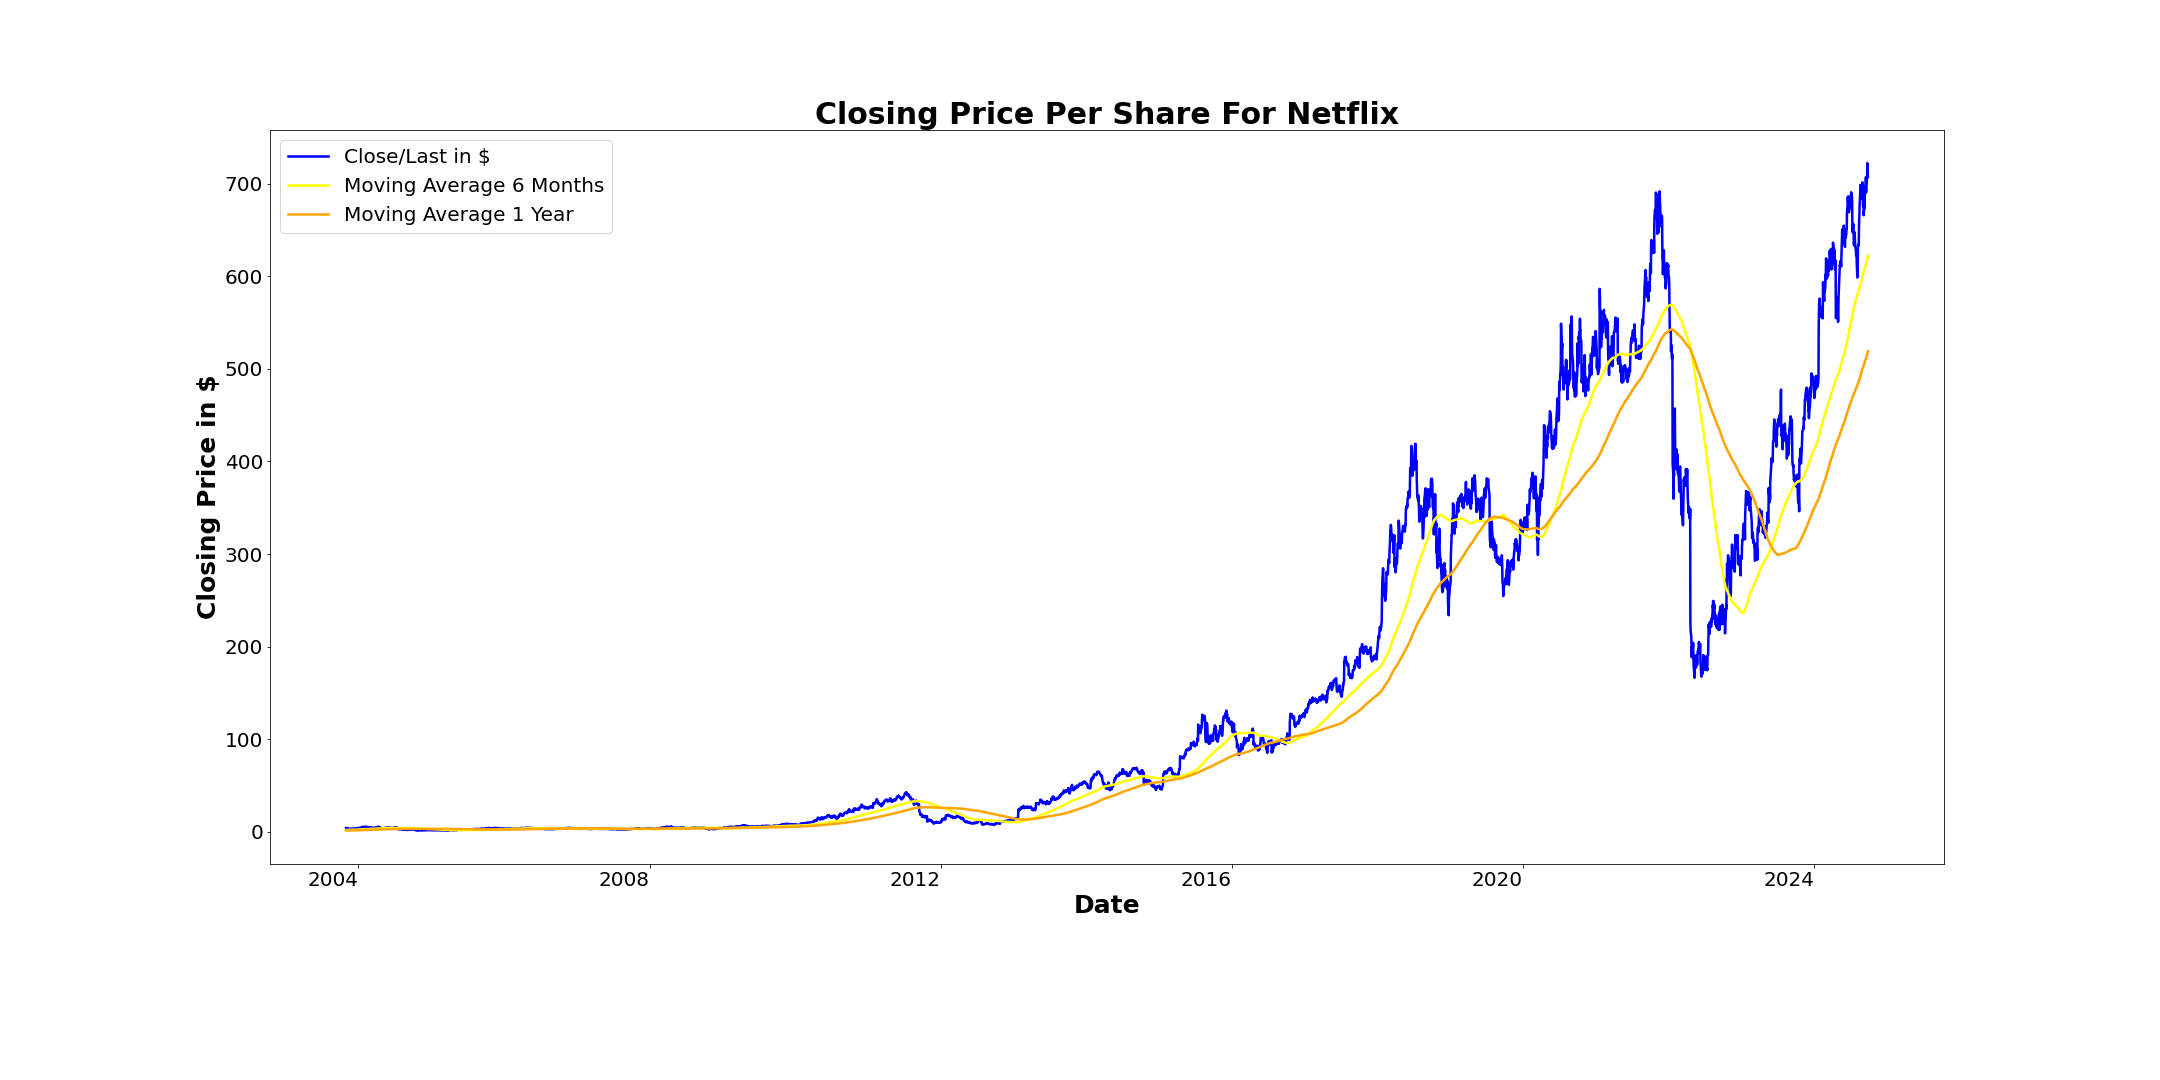 Closing Price Per Share For Netflix
Close/Last in $
Moving Average 6 Months
Moving Average 1 Year
700
600
500
400
300
200
100
0
Closing Price in $
2004 2008 2012 2016 2020 2024
Date